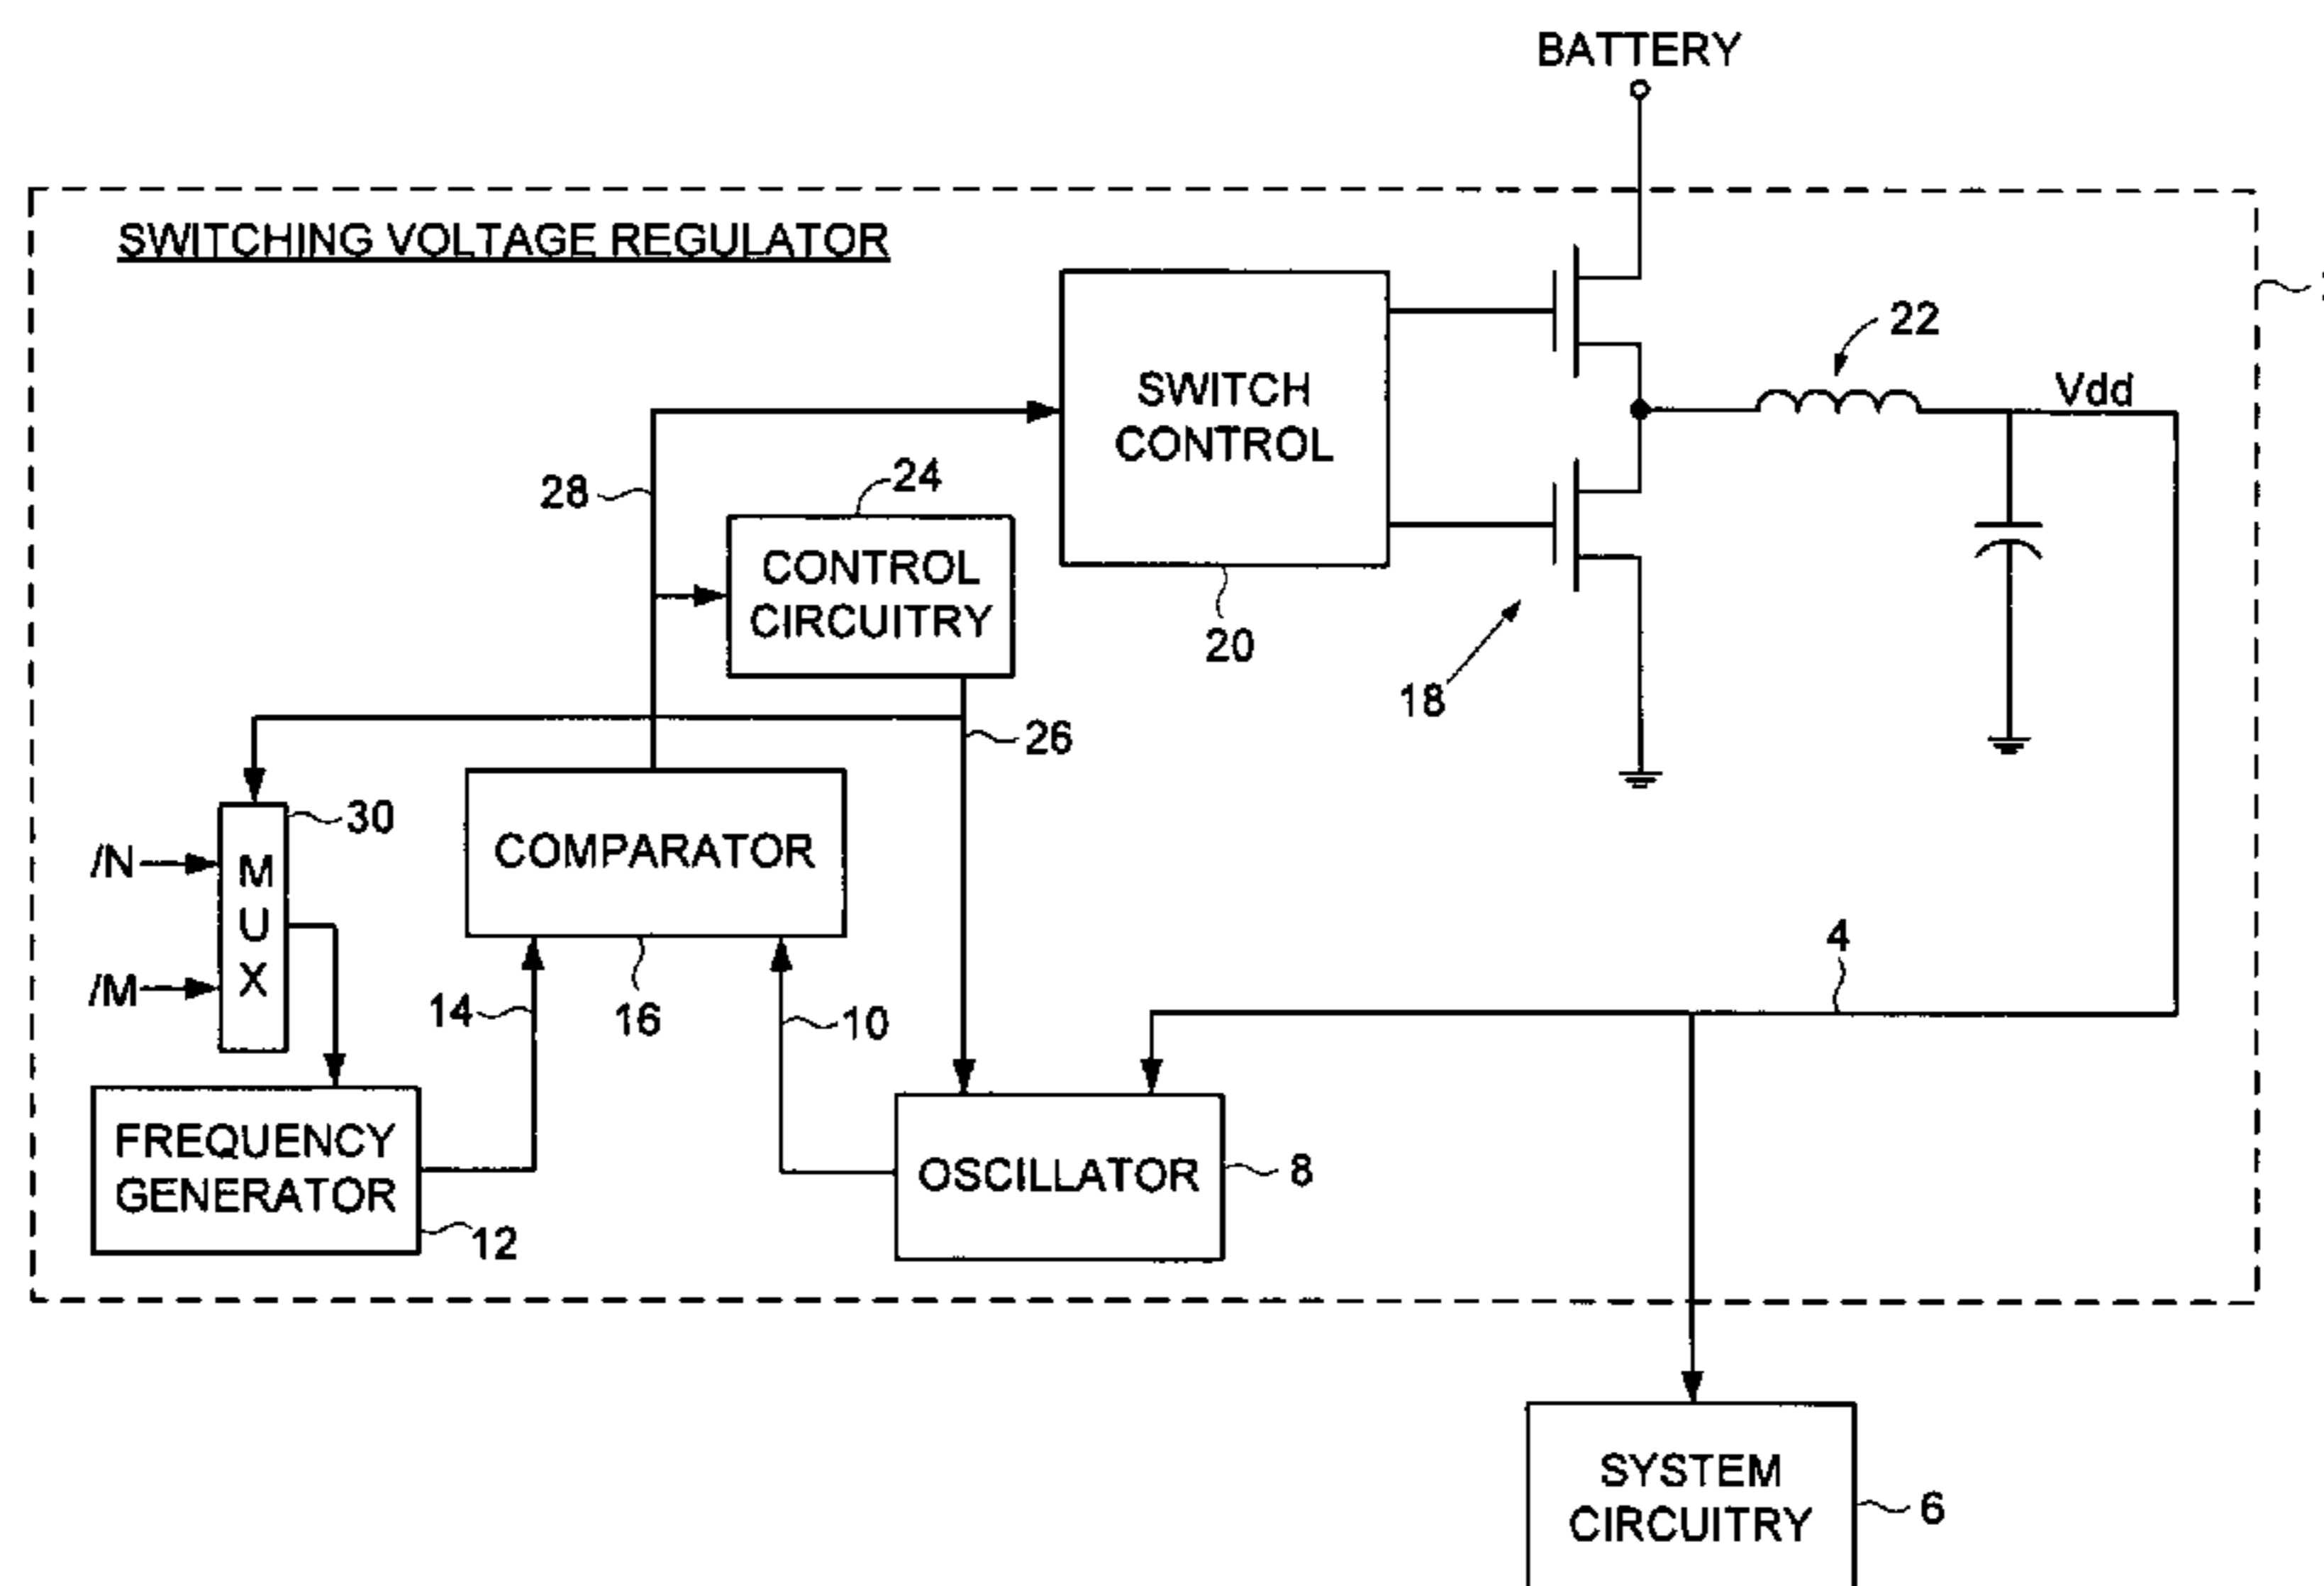 BATTERY
SWITCHING VOLTAGE REGULATOR
22
Vdd
SWITCH
CONTROL
28
24
CONTROL
CIRCUITRY
20
18
26
30
/N
/M
M
U
X
COMPARATOR
14
16
10
4
FREQUENCY
GENERATOR
12
OSCILLATOR
8
SYSTEM
CIRCUITRY
6